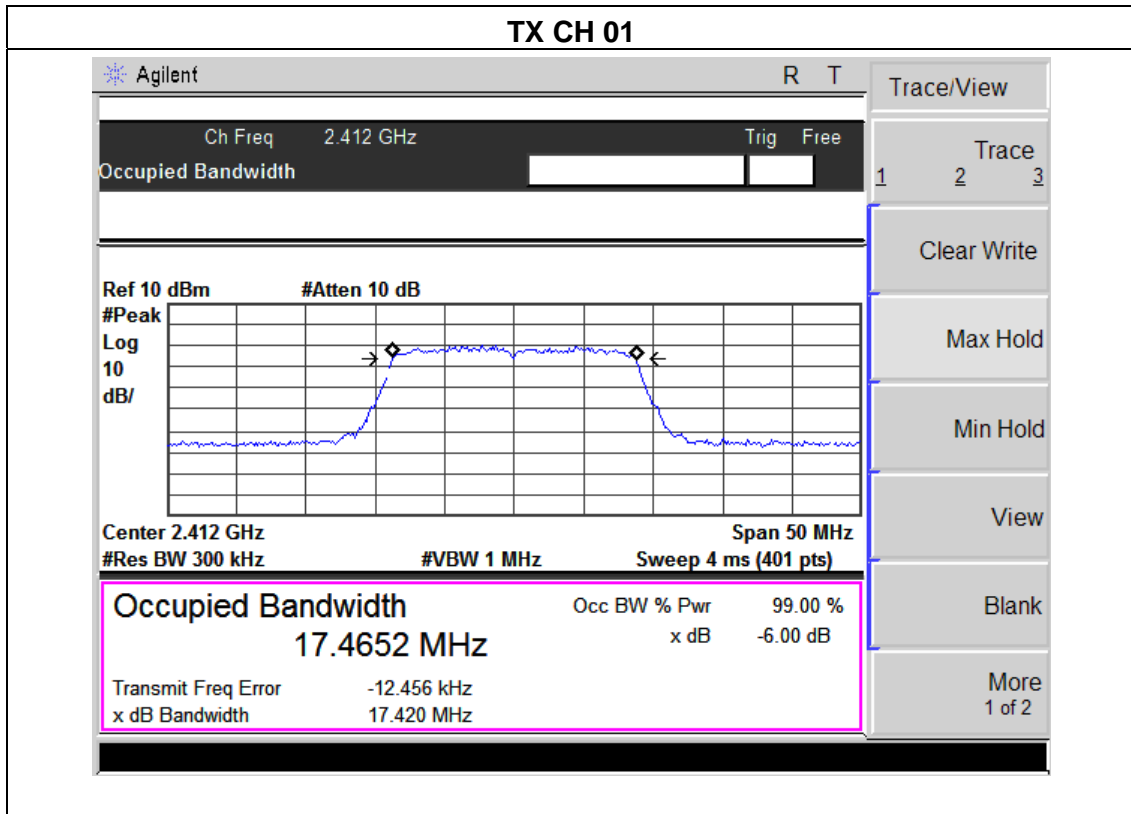 TX CH 01
Agilent R T
Trace/View
Ch Freq 2.412 GHz Trig Free
Occupied Bandwidth
Trace
1 2 3
Clear Write
Max Hold
Min Hold
View
Blank
More
1 of 2
Ref 10 dBm #Atten 10 dB
#Peak
Log
10
dB/
Center 2.412 GHz Span 50 MHz
#Res BW 300 kHz #VBW 1 MHz Sweep 4 ms (401 pts)
Occupied Bandwidth Occ BW % Pwr 99.00 %
17.4652 MHz x dB -6.00 dB
Transmit Freq Error -12.456 kHz
x dB Bandwidth 17.420 MHz